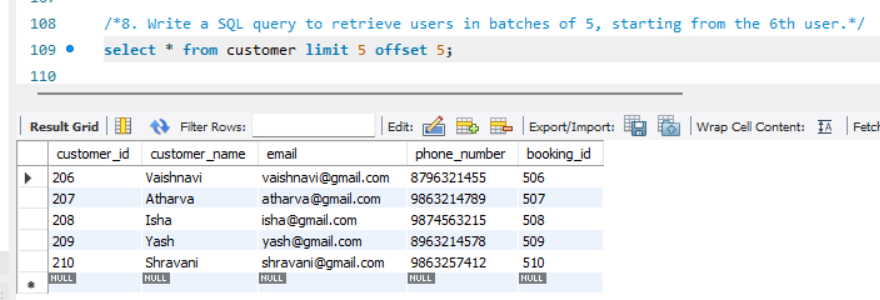 108 /*8. Write a SQL query to retrieve users in batches of 5, starting from the 6th user.*/
109 select * from customer limit 5 offset 5;
110
Result Grid Filter Rows: Edit: Export/Import: Wrap Cell Content: IA Fetch
customer_id customer_name email phone_number booking_id
206 Vaishnavi vaishnavi@gmail.com 8796321455 506
207 Atharva atharva@gmail.com 9863214789 507
208 Isha isha@gmail.com 9874563215 508
209 Yash yash@gmail.com 8963214578 509
210 Shravani shravani@gmail.com 9863257412 510
NULL NULL NULL NULL NULL